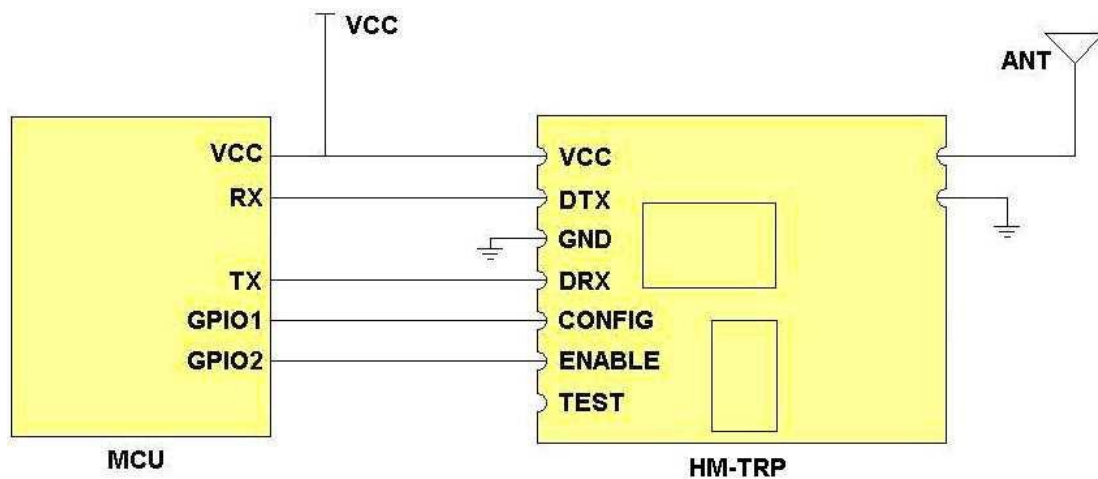 VCC
ANT
VCC
RX
TX
GPIO1
GPIO2
MCU
VCC
DTX
GND
DRX
CONFIG
ENABLE
TEST
HM-TRP